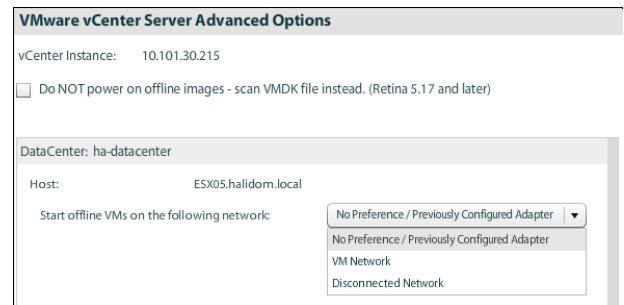 VMware vCenter Server Advanced Options
vCenter Instance: 10.101.30.215
Do NOT power on offline images - scan VMDK file instead. (Retina 5.17 and later)
DataCenter: ha-datacenter
Host: ESX05.halidom.local
Start offline VMs on the following network: No Preference / Previously Configured Adapter
No Preference / Previously Configured Adapter
VM Network
Disconnected Network